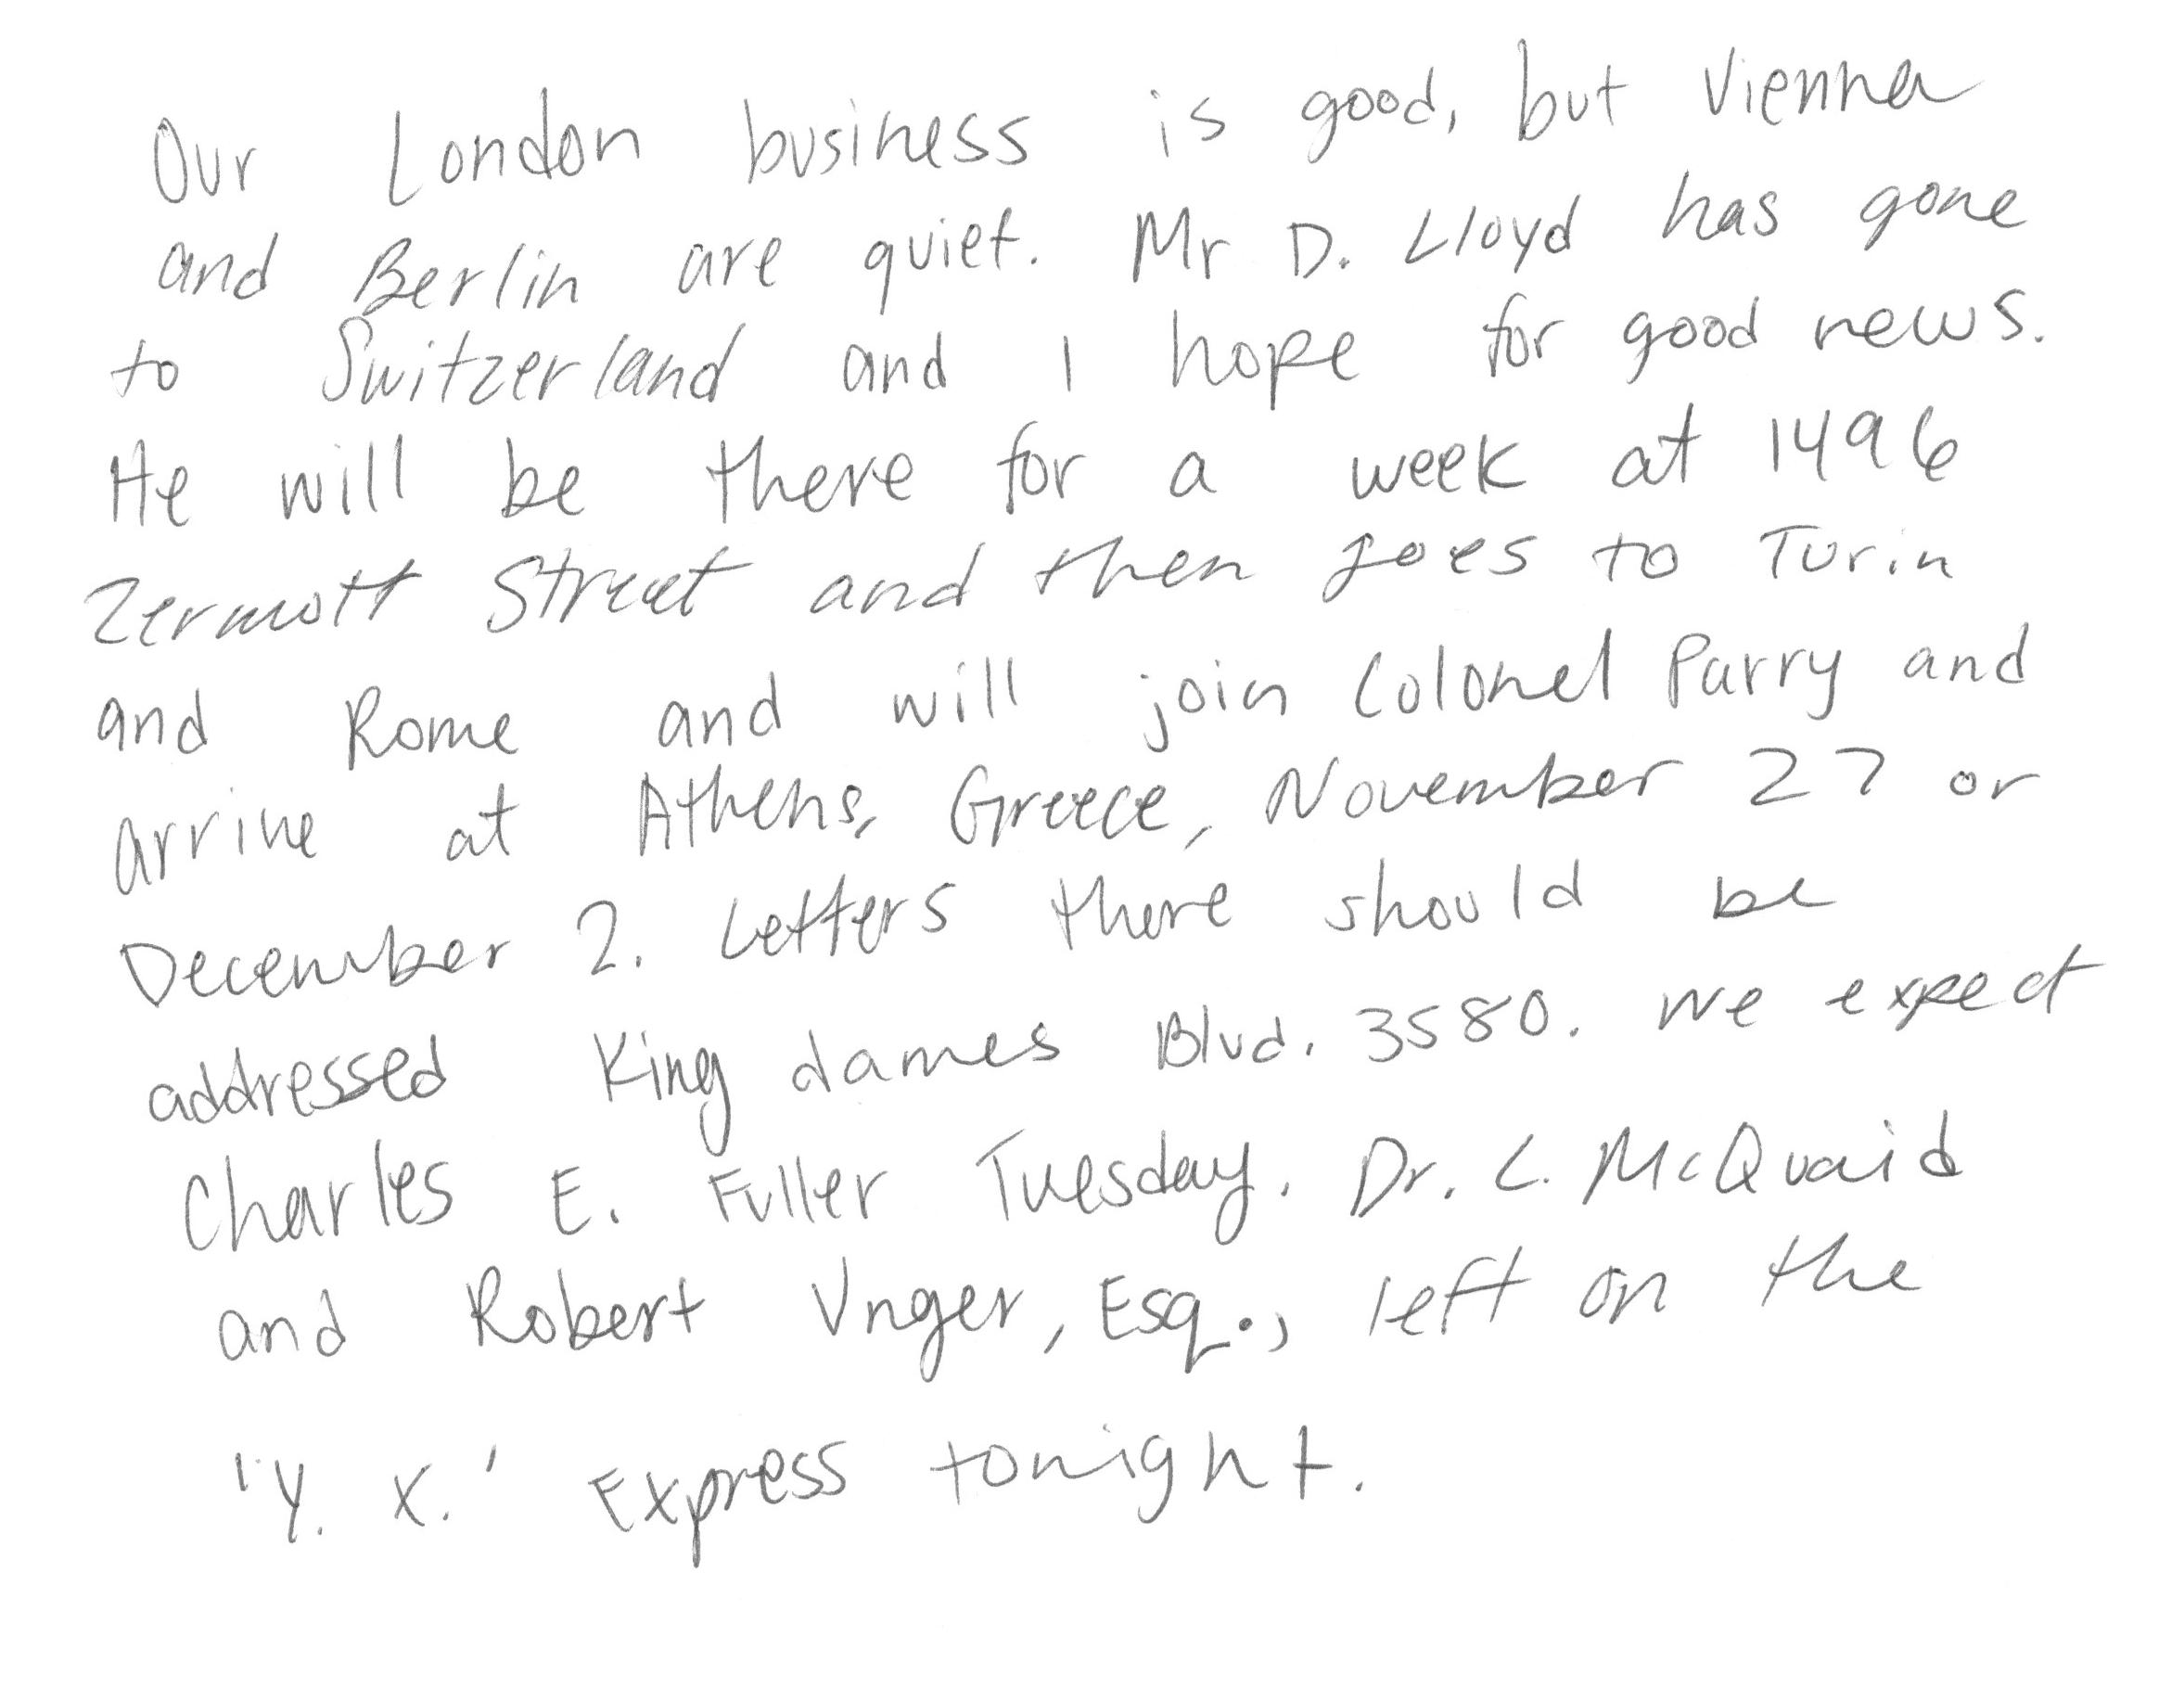 Our London business is good, but Vienna
and Berlin are quiet. Mr D. Lloyd has gone
to Switzerland and I hope for good news.
He will be there for a week at 1496
Zermott Street and then goes to Turin
and Rome and will join Colonel Parry and
arrive at Athens, Greece, November 27 or
December 2. Letters there should be
addressed King James Blvd. 3580. We expect
Charles E. Fuller Tuesday. Dr. L. McQuaid
and Robert Unger, Esq., left on the
"Y. X.' Express tonight.